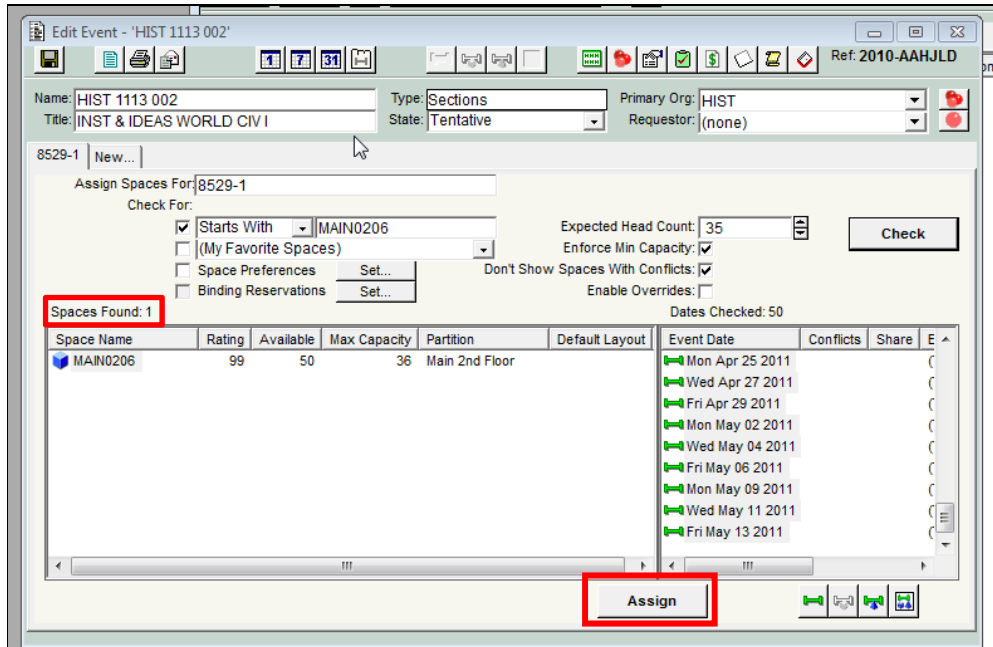 Edit Event - 'HIST 1113 002'
1 7 31 $ Ref: 2010-AAHJLD
Name: HIST 1113 002 Type: Sections Primary Org: HIST
Title: INST & IDEAS WORLD CIV I State: Tentative Requestor: (none)
8529-1 New...
Assign Spaces For: 8529-1
Check For:
Starts With MAIN0206 Expected Head Count: 35 Check
(My Favorite Spaces) Enforce Min Capacity:
Space Preferences Set... Don't Show Spaces With Conflicts:
Binding Reservations Set... Enable Overrides:
Spaces Found: 1 Dates Checked: 50
Space Name Rating Available Max Capacity Partition Default Layout Event Date Conflicts Share E
MAIN0206 99 50 36 Main 2nd Floor Mon Apr 25 2011 (
Wed Apr 27 2011 (
Fri Apr 29 2011 (
Mon May 02 2011 (
Wed May 04 2011 (
Fri May 06 2011 (
Mon May 09 2011 (
Wed May 11 2011 (
Fri May 13 2011 (
Assign